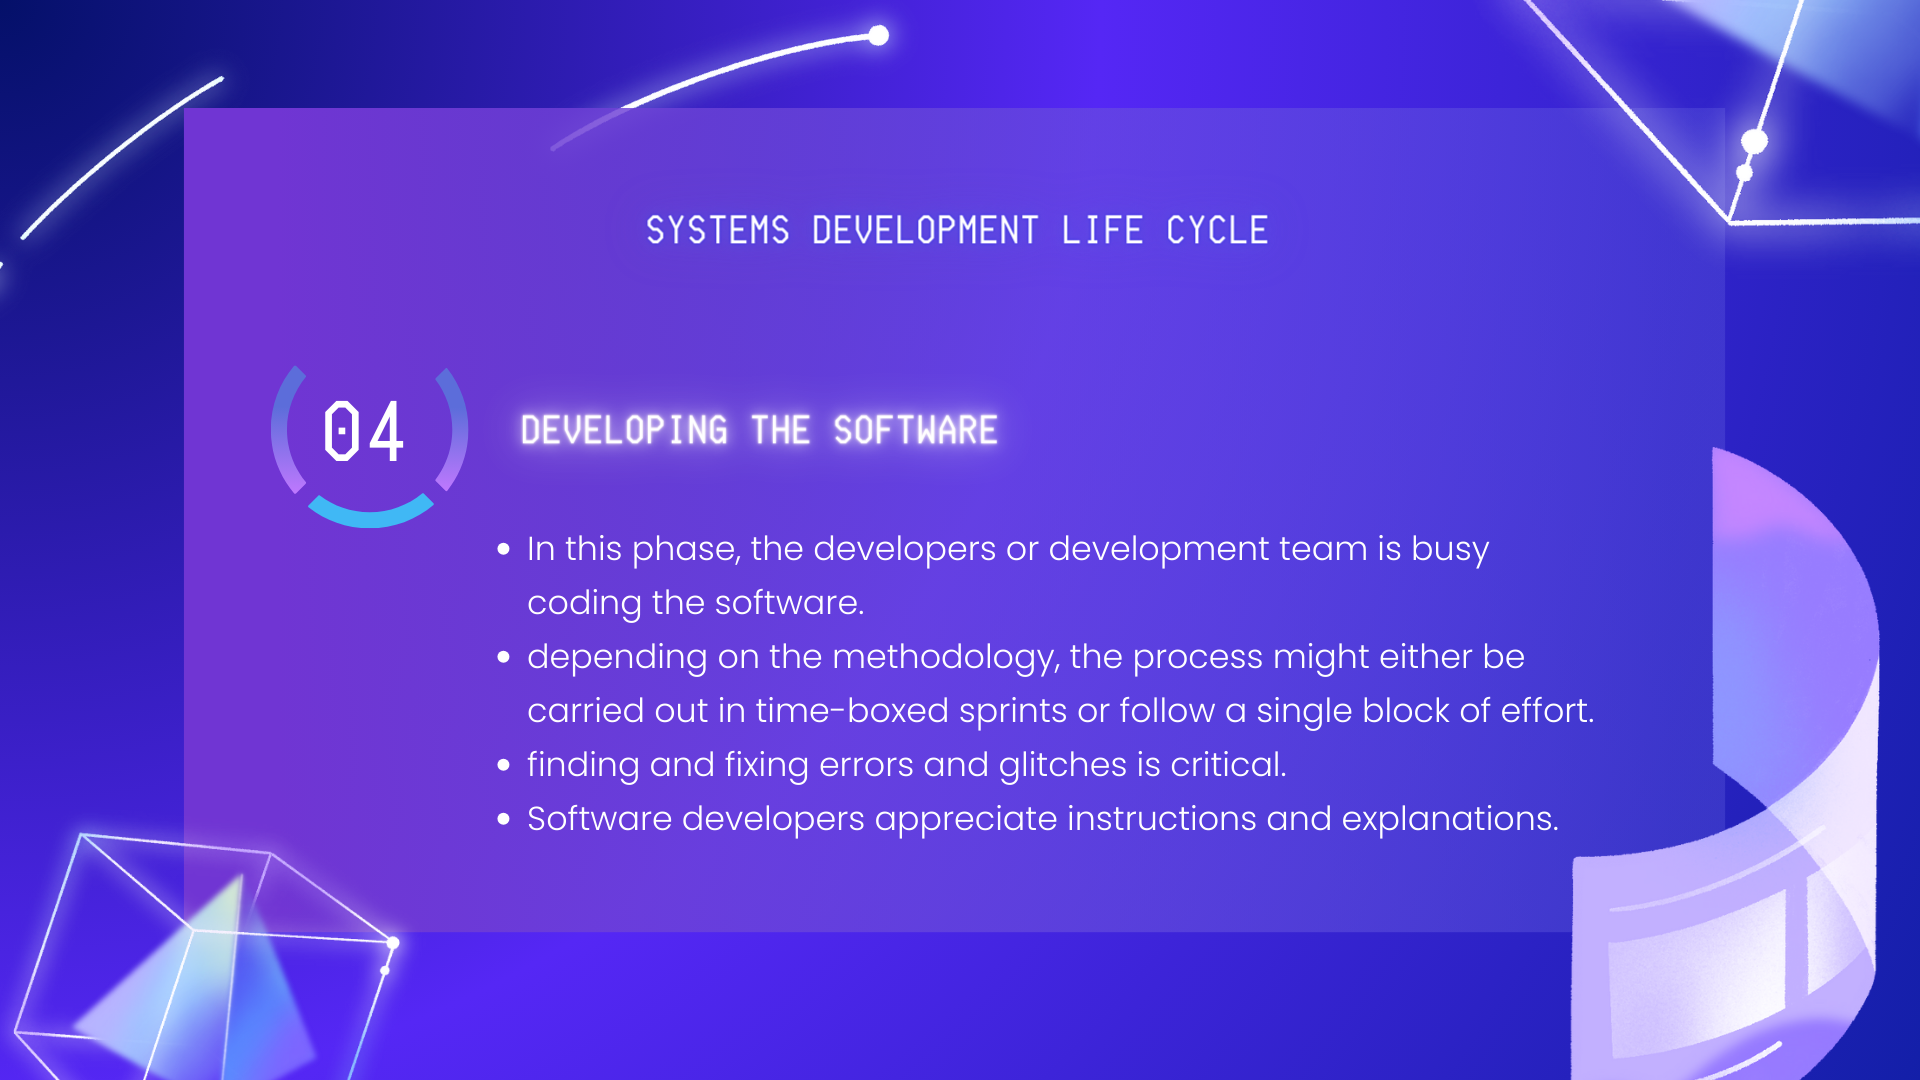 SYSTEMS DEVELOPMENT LIFE CYCLE
04
DEVELOPING THE SOFTWARE
• In this phase, the developers or development team is busy
coding the software.
• depending on the methodology, the process might either be
carried out in time-boxed sprints or follow a single block of effort.
• finding and fixing errors and glitches is critical.
• Software developers appreciate instructions and explanations.